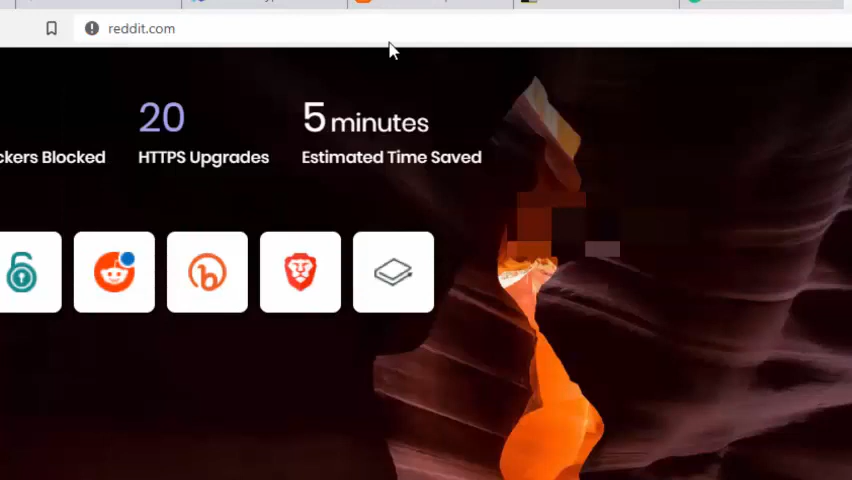 reddit.com
20
5 minutes
ckers Blocked
HTTPS Upgrades
Estimated Time Saved